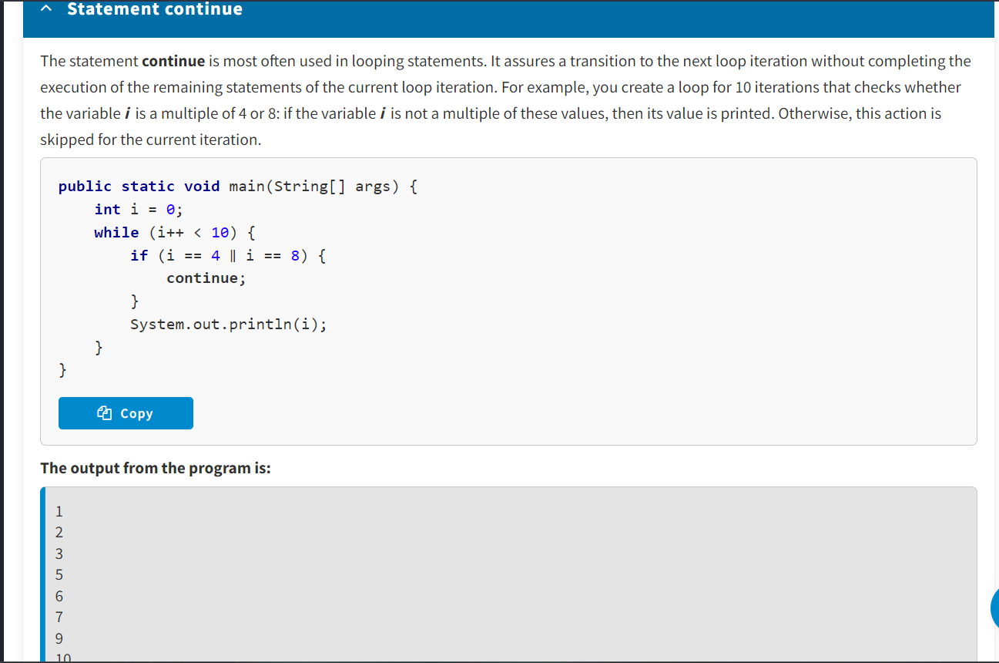 Statement continue
The statement continue is most often used in looping statements. It assures a transition to the next loop iteration without completing the
execution of the remaining statements of the current loop iteration. For example, you create a loop for 10 iterations that checks whether
the variable i is a multiple of 4 or 8: if the variable i is not a multiple of these values, then its value is printed. Otherwise, this action is
skipped for the current iteration.
public static void main(String[] args) {
    int i = 0;
    while (i++ < 10) {
        if (i == 4 || i == 8) {
            continue;
        }
        System.out.println(i);
    }
}
Copy
The output from the program is:
1
2
3
5
6
7
9
10